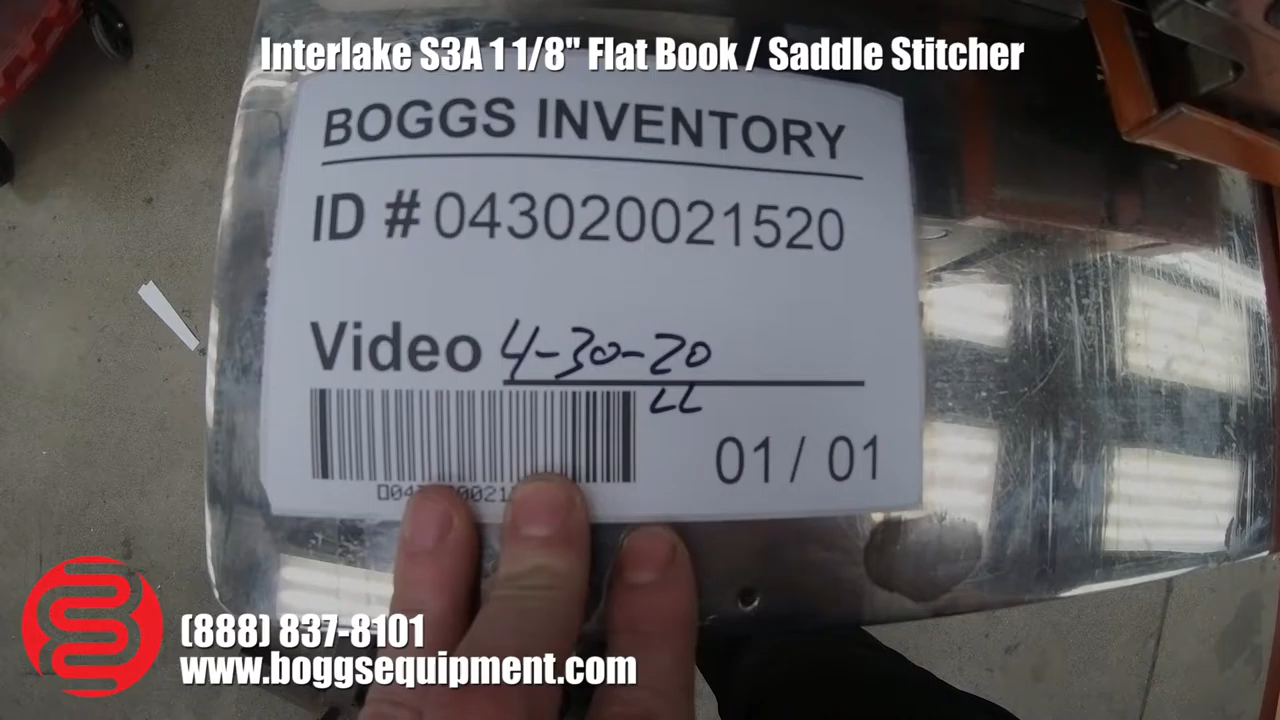 Interlake S3A 1 1/8" Flat Book / Saddle Stitcher
BOGGS INVENTORY
ID # 043020021520
Video 4-30-20
LL
01 / 01
(888) 837-8101
www.boggsequipment.com